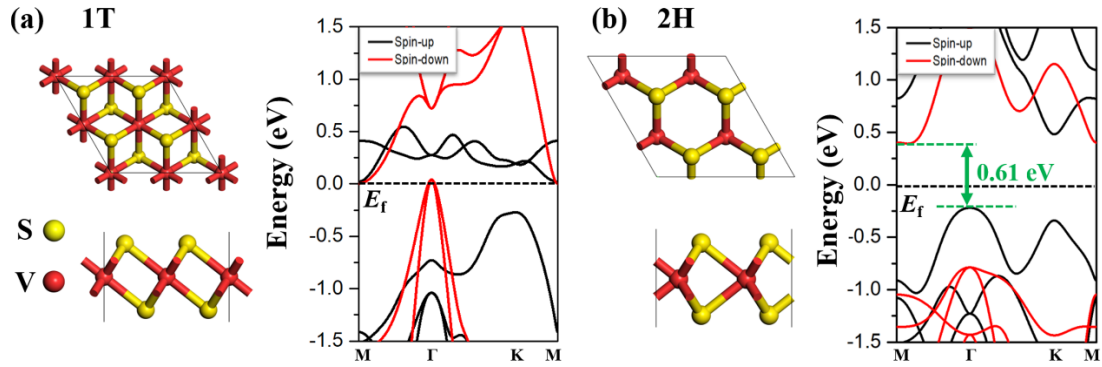 (a) 1T
S
V
Energy (eV)
1.5
1.0
0.5
0.0
-0.5
-1.0
-1.5
Spin-up
Spin-down
Ef
M Γ K M
(b) 2H
Energy (eV)
1.5
1.0
0.5
0.0
-0.5
-1.0
-1.5
Spin-up
Spin-down
0.61 eV
Ef
M Γ K M